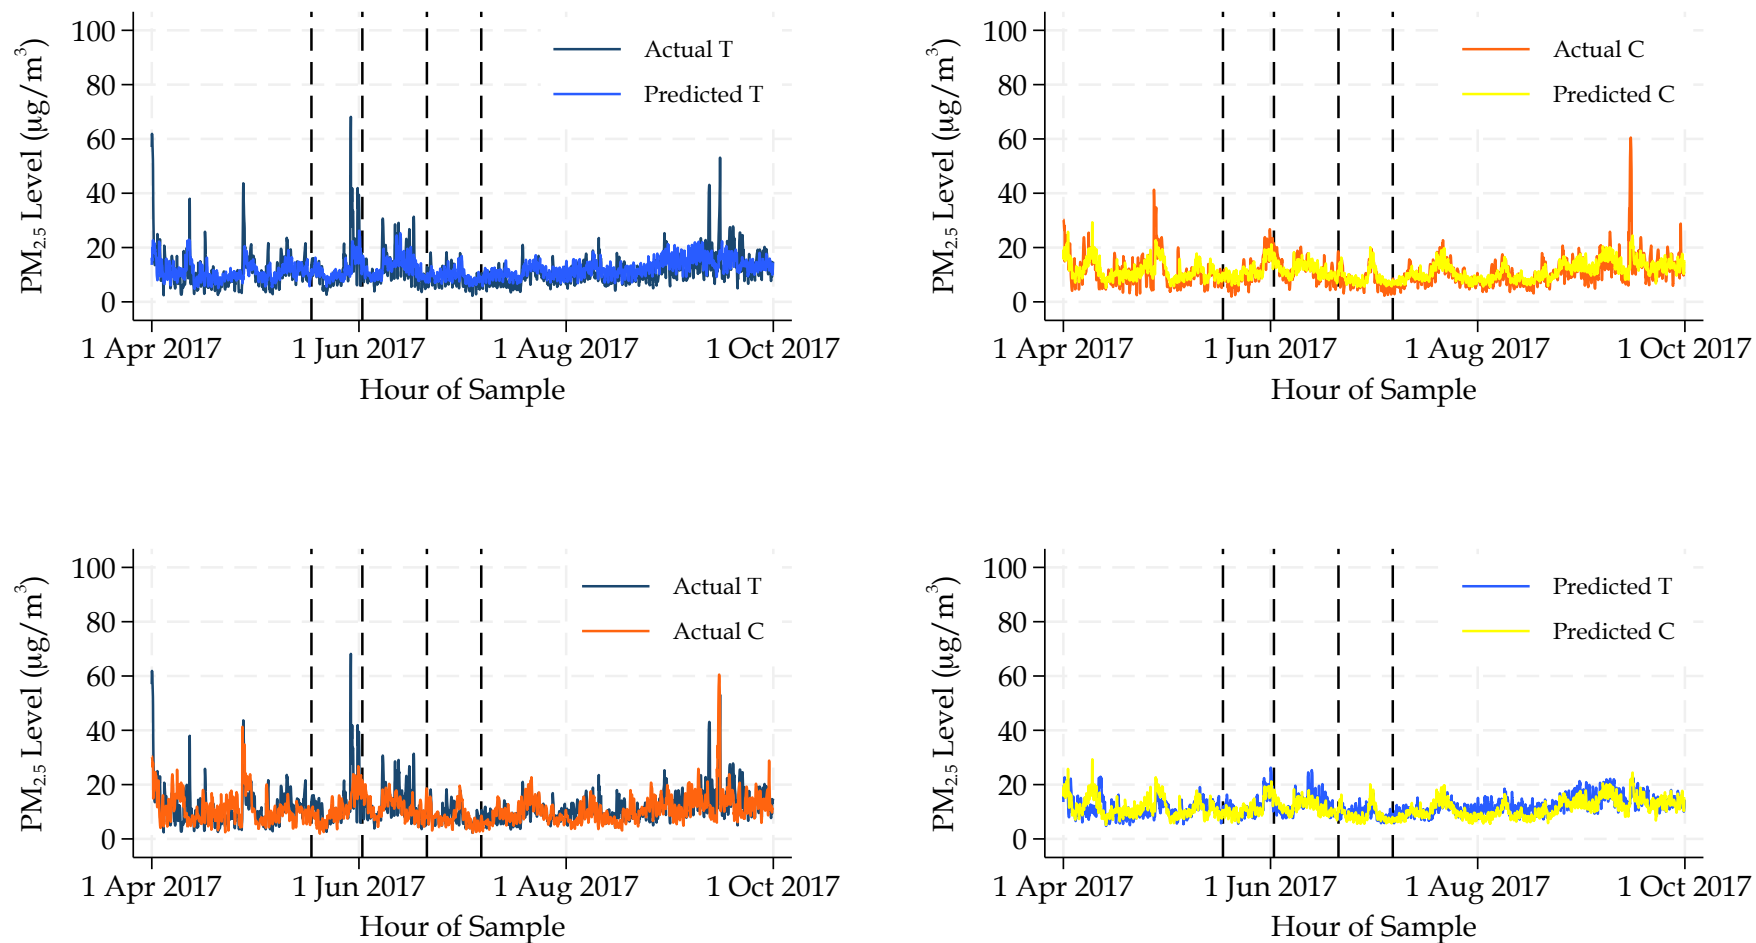 PM2.5 Level (µg/m³)
100
80
60
40
20
0
Actual T
Predicted T
1 Apr 2017
1 Jun 2017
1 Aug 2017
1 Oct 2017
Hour of Sample
PM2.5 Level (µg/m³)
100
80
60
40
20
0
Actual C
Predicted C
1 Apr 2017
1 Jun 2017
1 Aug 2017
1 Oct 2017
Hour of Sample
PM2.5 Level (µg/m³)
100
80
60
40
20
0
Actual T
Actual C
1 Apr 2017
1 Jun 2017
1 Aug 2017
1 Oct 2017
Hour of Sample
PM2.5 Level (µg/m³)
100
80
60
40
20
0
Predicted T
Predicted C
1 Apr 2017
1 Jun 2017
1 Aug 2017
1 Oct 2017
Hour of Sample